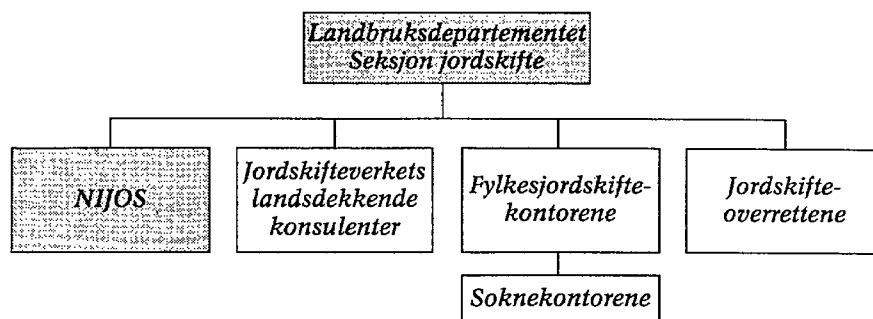 Landbruksdepartementet
Seksjon jordskifte
NIJOS
Jordskifteverkets
landsdekkende
konsulenter
Fylkesjordskifte-
kontorene
Jordskifte-
overrettene
Soknekontorene